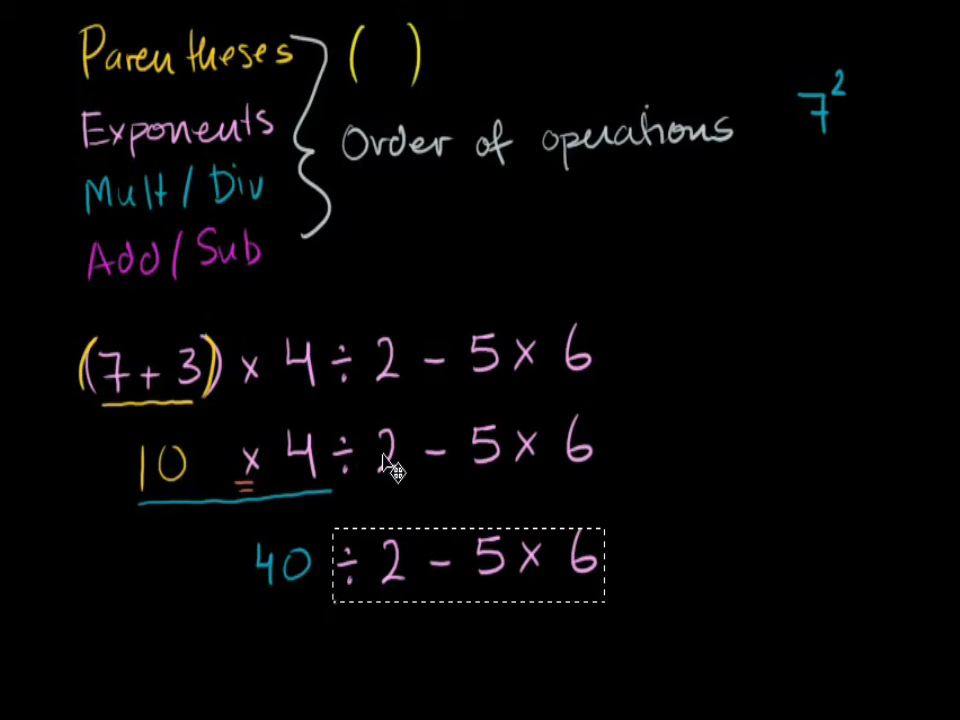 Parentheses ( )
Exponents
Order of operations 7²
Mult / Div
Add / Sub
(7 + 3) × 4 ÷ 2 − 5 × 6
10 × 4 ÷ 2 − 5 × 6
40 ÷ 2 − 5 × 6